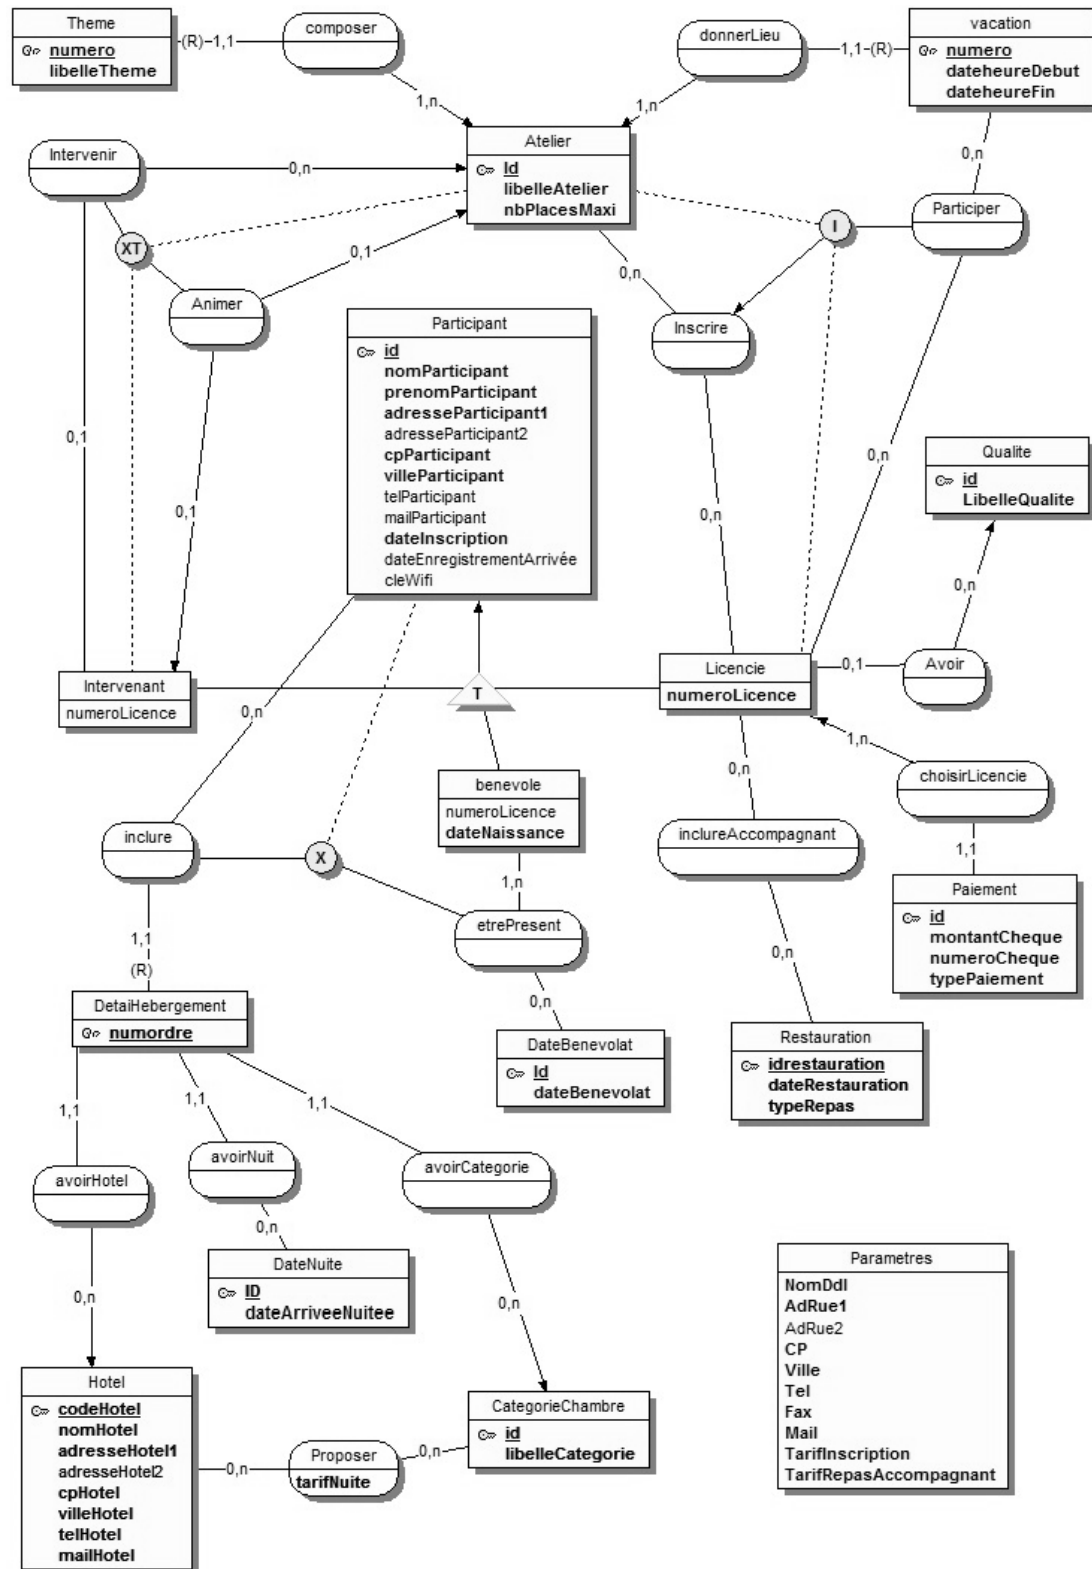 Theme
numero
libelleTheme
(R)
1,1
composer
donnerLieu
1,1
(R)
vacation
numero
dateheureDebut
dateheureFin
1,n
1,n
Intervenir
0,n
Atelier
Id
libelleAtelier
nbPlacesMaxi
0,n
Participer
XT
I
0,1
0,n
Animer
Inscrire
Participant
id
nomParticipant
prenomParticipant
adresseParticipant1
adresseParticipant2
cpParticipant
villeParticipant
telParticipant
mailParticipant
dateInscription
dateEnregistrementArrivée
cleWifi
0,1
0,1
0,n
0,n
Qualite
id
LibelleQualite
0,n
Intervenant
numeroLicence
T
Licencie
numeroLicence
0,1
Avoir
0,n
0,n
1,n
choisirLicencie
benevole
numeroLicence
dateNaissance
inclure
X
inclureAccompagnant
1,1
1,n
etrePresent
Paiement
id
montantCheque
numeroCheque
typePaiement
1,1
(R)
0,n
0,n
DetaiHebergement
numordre
DateBenevolat
Id
dateBenevolat
Restauration
idrestauration
dateRestauration
typeRepas
1,1
1,1
1,1
avoirHotel
avoirNuit
avoirCategorie
0,n
DateNuite
ID
dateArriveeNuitee
0,n
0,n
Parametres
NomDdl
AdRue1
AdRue2
CP
Ville
Tel
Fax
Mail
TarifInscription
TarifRepasAccompagnant
Hotel
codeHotel
nomHotel
adresseHotel1
adresseHotel2
cpHotel
villeHotel
telHotel
mailHotel
0,n
Proposer
tarifNuite
0,n
CategorieChambre
id
libelleCategorie